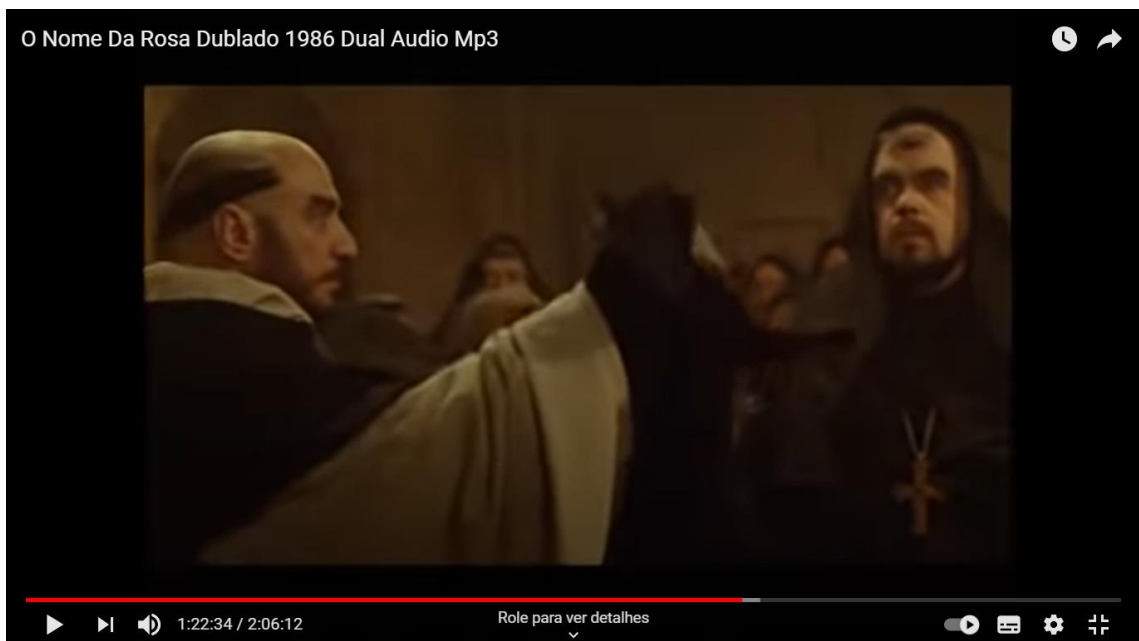 O Nome Da Rosa Dublado 1986 Dual Audio Mp3
1:22:34 / 2:06:12
Role para ver detalhes